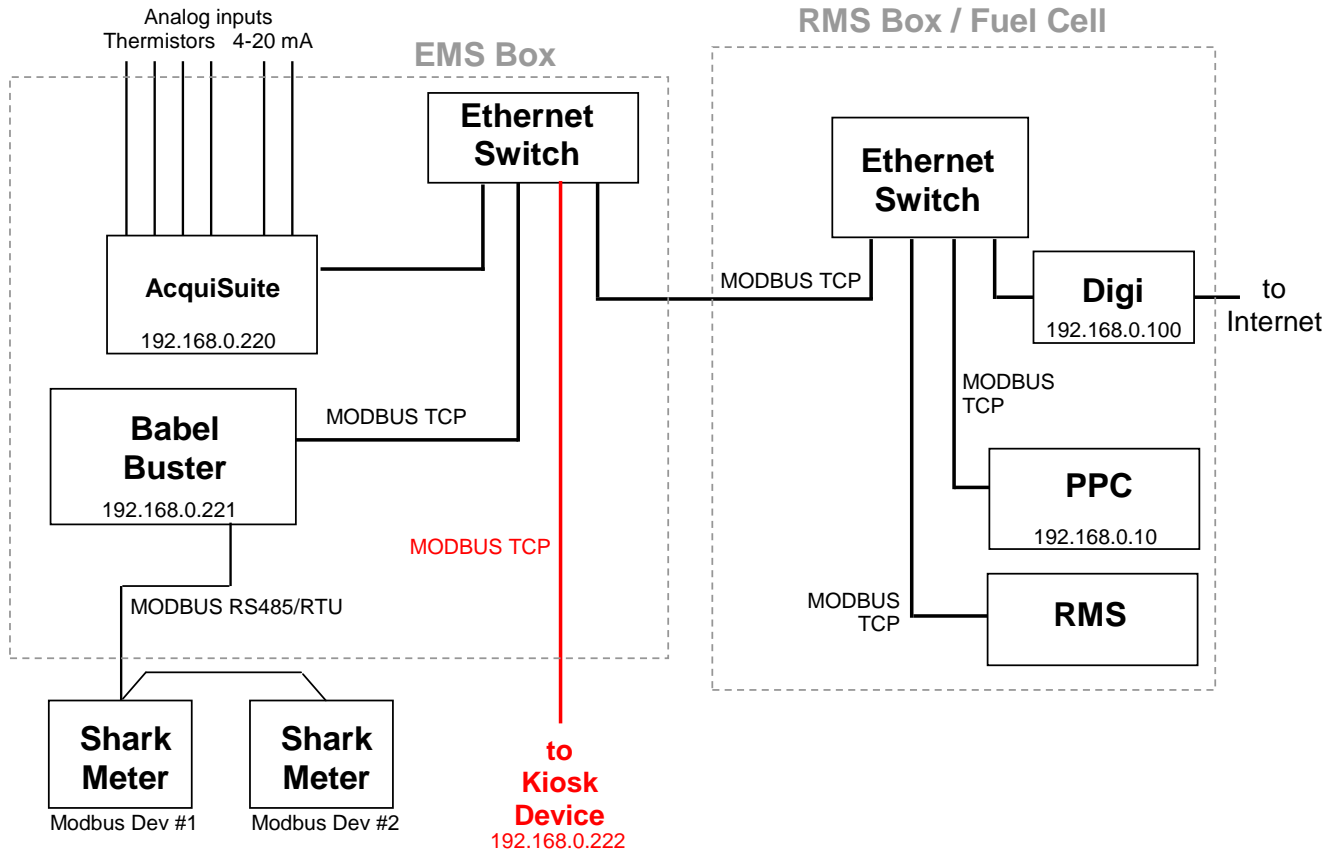 Analog inputs
Thermistors 4-20 mA
EMS Box
RMS Box / Fuel Cell
Ethernet
Switch
Ethernet
Switch
AcquiSuite
192.168.0.220
MODBUS TCP
Digi
192.168.0.100
to
Internet
Babel
Buster
192.168.0.221
MODBUS TCP
MODBUS
TCP
PPC
192.168.0.10
MODBUS TCP
MODBUS RS485/RTU
MODBUS
TCP
RMS
Shark
Meter
Modbus Dev #1
Shark
Meter
Modbus Dev #2
to
Kiosk
Device
192.168.0.222